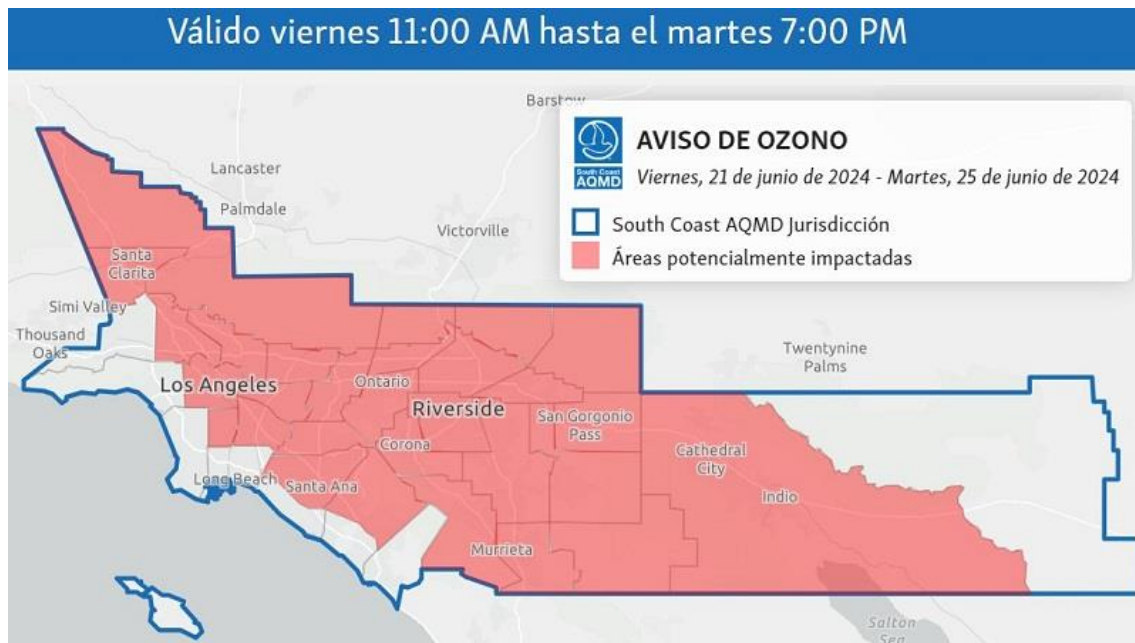 Válido viernes 11:00 AM hasta el martes 7:00 PM
Barstow
South Coast
AQMD
AVISO DE OZONO
Viernes, 21 de junio de 2024 - Martes, 25 de junio de 2024
South Coast AQMD Jurisdicción
Áreas potencialmente impactadas
Lancaster
Palmdale
Victorville
Santa
Clarita
Simi Valley
Thousand
Oaks
Twentynine
Palms
Los Angeles
Ontario
Riverside
San Gorgonio
Pass
Corona
Cathedral
City
Long Beach
Santa Ana
Indio
Murrieta
Salton
Sea